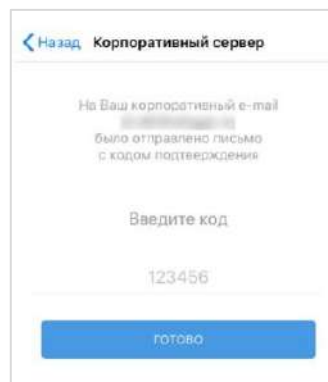 Назад Корпоративный сервер
На Ваш корпоративный e-mail
было отправлено письмо
с кодом подтверждения
Введите код
123456
ГОТОВО